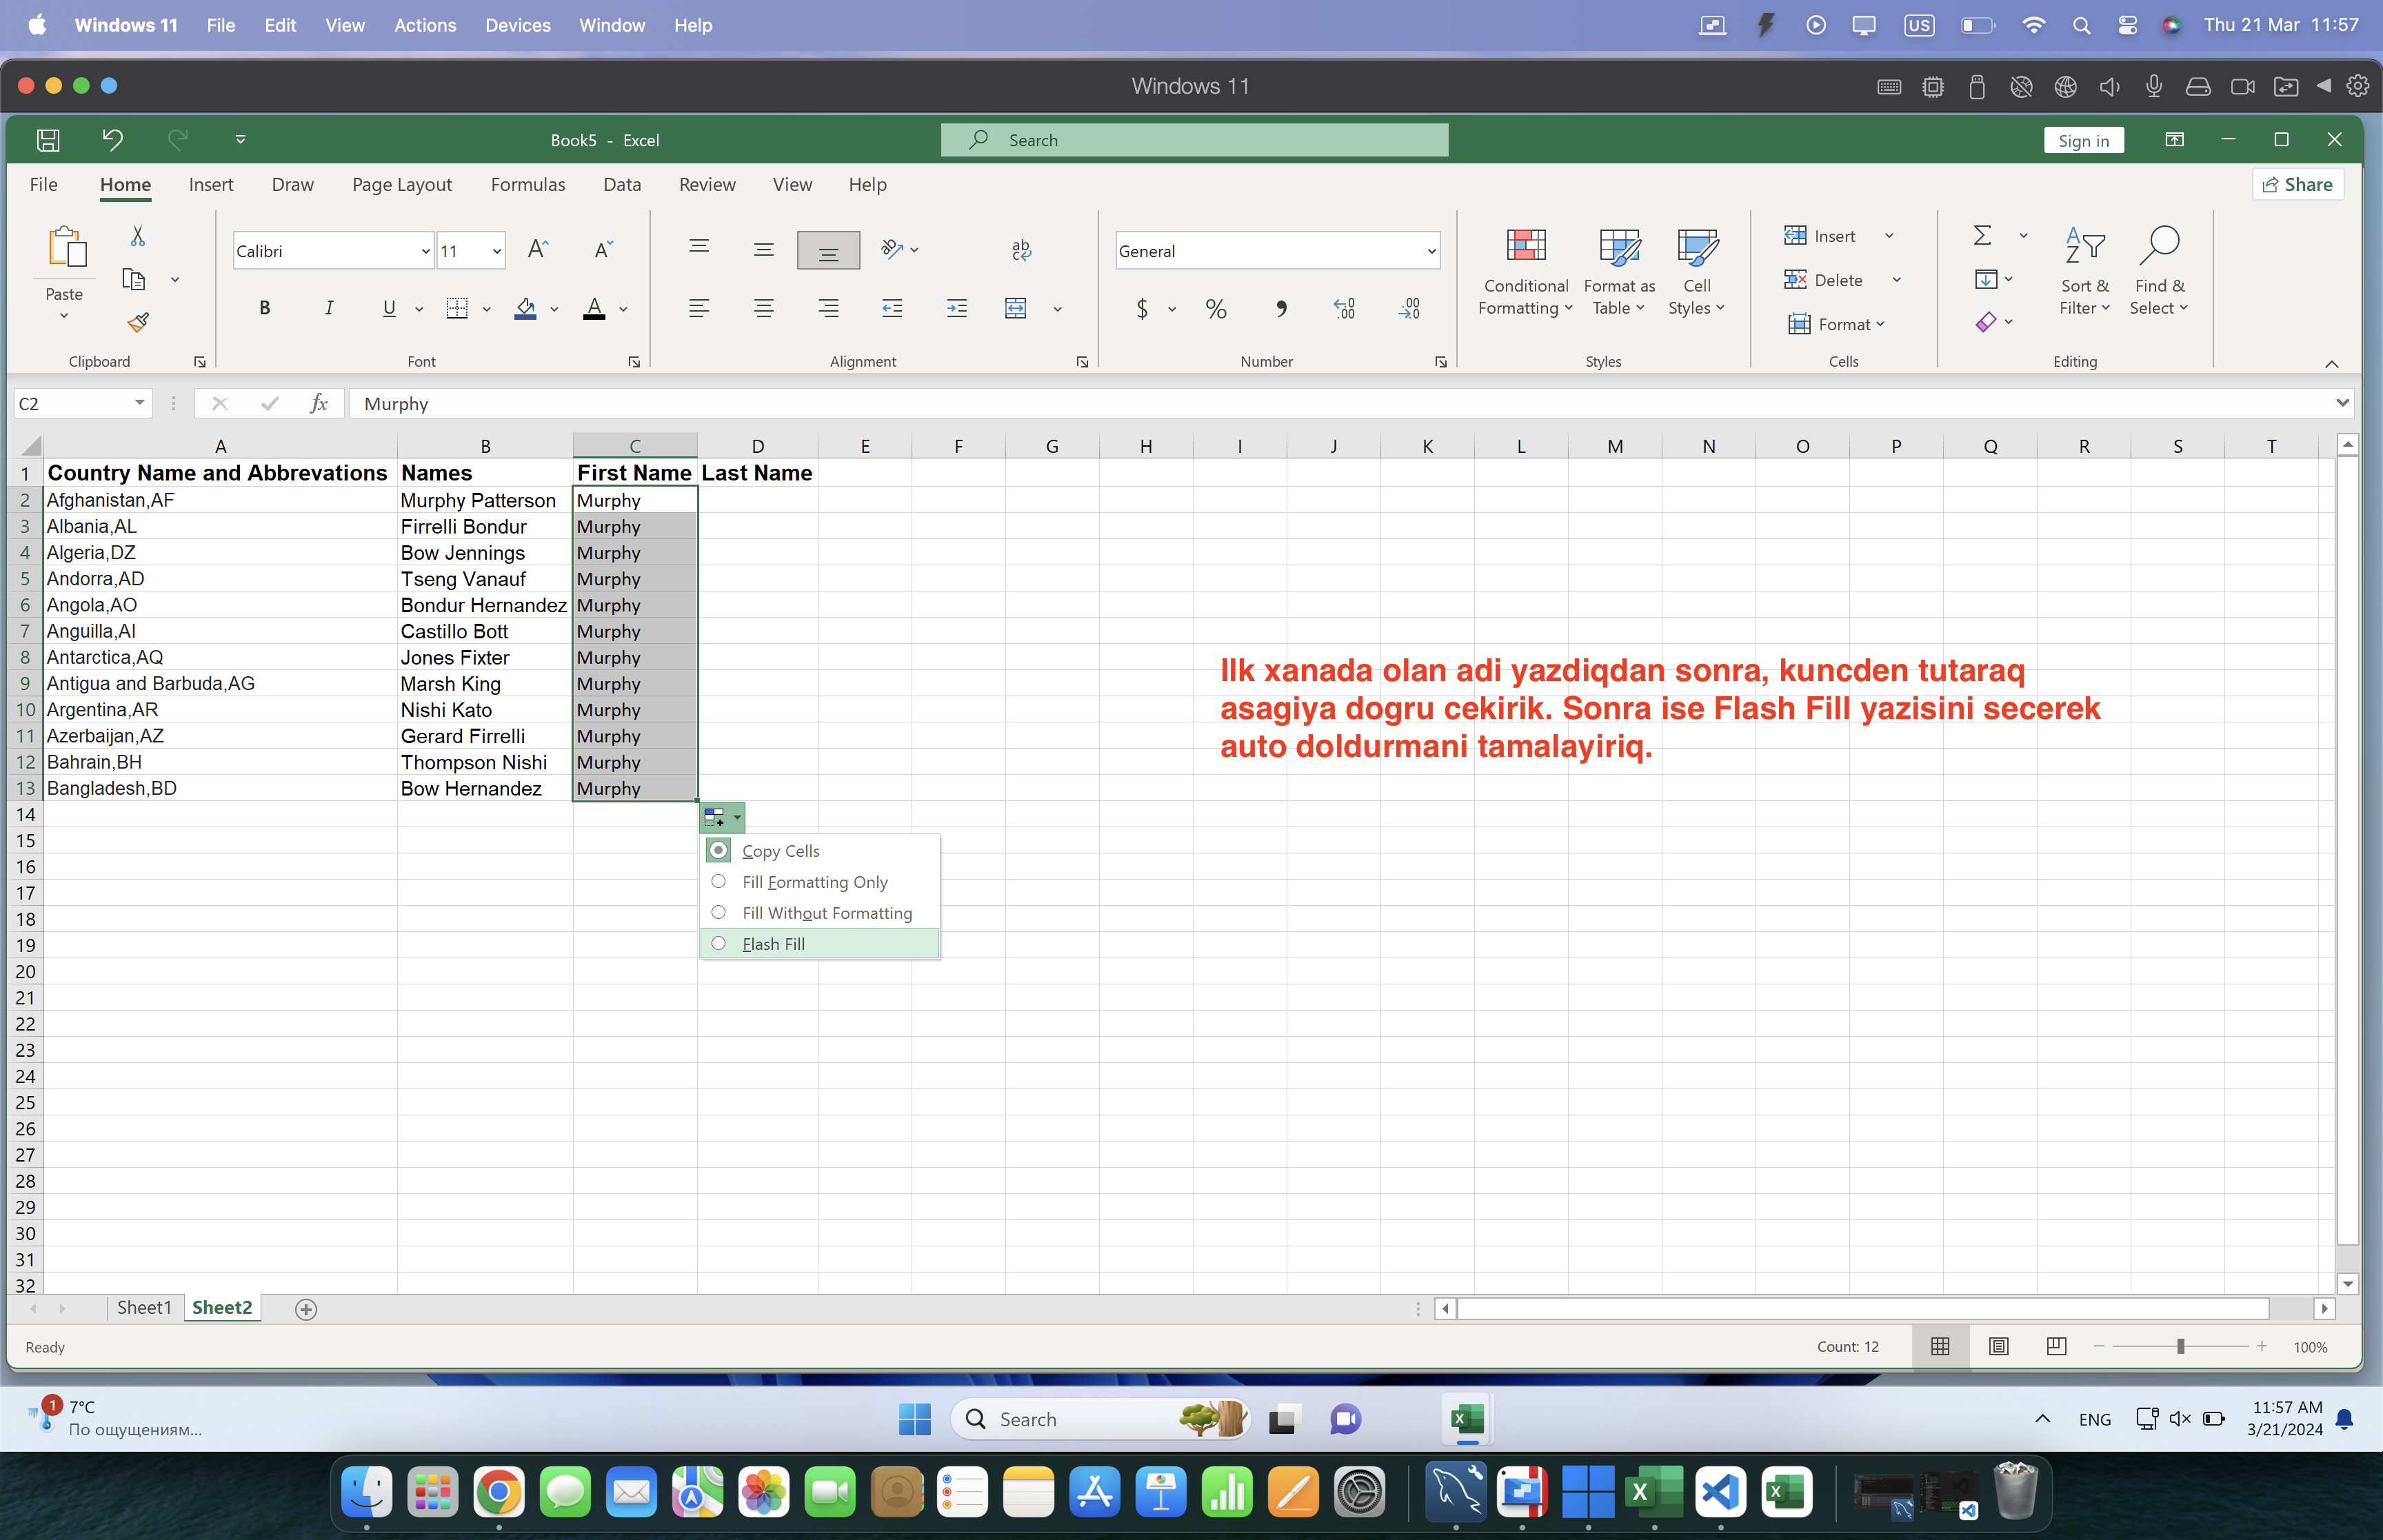 Windows 11 File Edit View Actions Devices Window Help US Thu 21 Mar 11:57
Windows 11
Book5 - Excel Search Sign in
File Home Insert Draw Page Layout Formulas Data Review View Help Share
Paste
Clipboard
Calibri 11
B I U A
Font
ab
c
Alignment
General
$ % 9 .00 .00
Number
Conditional Formatting
Format as Table
Cell Styles
Styles
Insert
Delete
Format
Cells
Sort & Filter
Find & Select
Editing
C2 fx Murphy
A B C D E F G H I J K L M N O P Q R S T
1 Country Name and Abbrevations Names First Name Last Name
2 Afghanistan,AF Murphy Patterson Murphy
3 Albania,AL Firrelli Bondur Murphy
4 Algeria,DZ Bow Jennings Murphy
5 Andorra,AD Tseng Vanauf Murphy
6 Angola,AO Bondur Hernandez Murphy
7 Anguilla,AI Castillo Bott Murphy
8 Antarctica,AQ Jones Fixter Murphy
9 Antigua and Barbuda,AG Marsh King Murphy
10 Argentina,AR Nishi Kato Murphy
11 Azerbaijan,AZ Gerard Firrelli Murphy
12 Bahrain,BH Thompson Nishi Murphy
13 Bangladesh,BD Bow Hernandez Murphy
Ilk xanada olan adi yazdiqdan sonra, kuncden tutaraq
asagiya dogru cekirik. Sonra ise Flash Fill yazisini secerek
auto doldurmani tamalayiriq.
14
15
16
17
18
19
20
21
22
23
24
25
26
27
28
29
30
31
32
Copy Cells
Fill Formatting Only
Fill Without Formatting
Flash Fill
Sheet1 Sheet2
Ready Count: 12 100%
1 7°C
По ощущениям...
Search
ENG
11:57 AM
3/21/2024